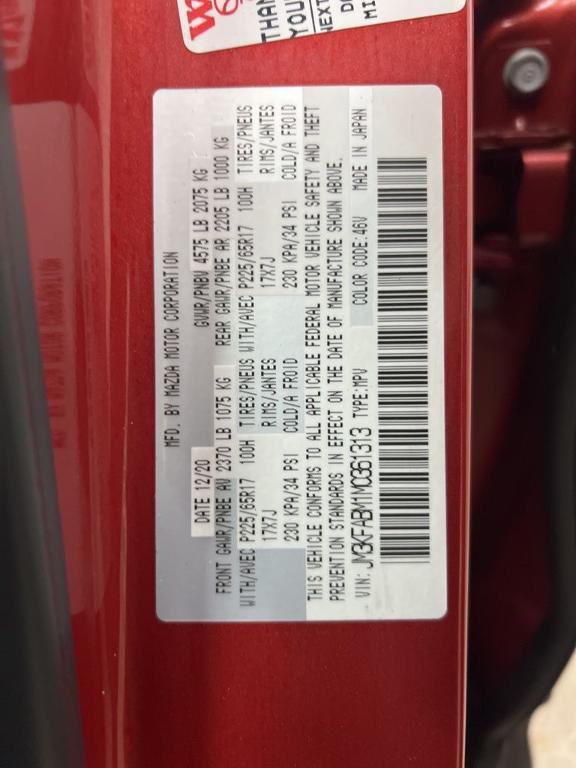 THAN
YOU
NEXT
MFD. BY MAZDA MOTOR CORPORATION
DATE 12/20 GVWR/PNBV 4575 LB 2075 KG
FRONT GAWR/PNBE AV 2370 LB 1075 KG REAR GAWR/PNBE AR 2205 LB 1000 KG
WITH/AVEC P225/65R17 100H TIRES/PNEUS WITH/AVEC P225/65R17 100H TIRES/PNEUS
17X7J RIMS/JANTES 17X7J RIMS/JANTES
230 KPA/34 PSI COLD/A FROID 230 KPA/34 PSI COLD/A FROID
THIS VEHICLE CONFORMS TO ALL APPLICABLE FEDERAL MOTOR VEHICLE SAFETY AND THEFT
PREVENTION STANDARDS IN EFFECT ON THE DATE OF MANUFACTURE SHOWN ABOVE.
VIN: JM3KFABM1M0361313 TYPE:MPV COLOR CODE:46V MADE IN JAPAN